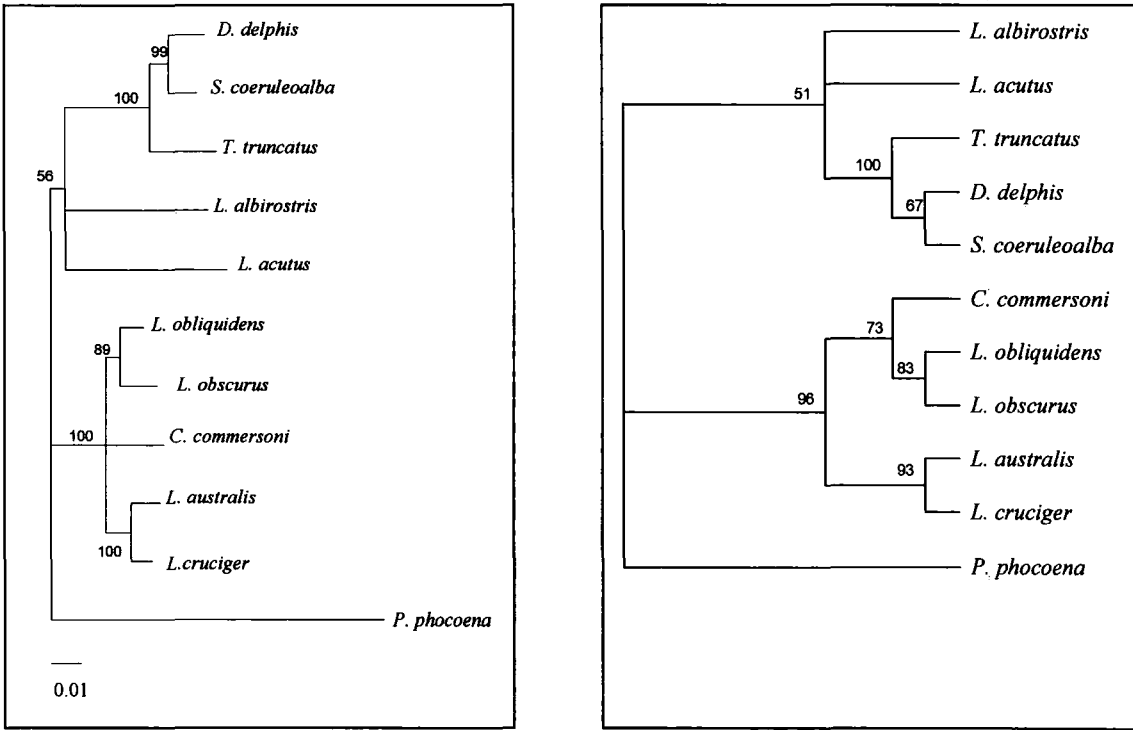 D. delphis
99
S. coeruleoalba
100
T. truncatus
56
L. albirostris
L. acutus
L. obliquidens
89
L. obscurus
100
C. commersoni
L. australis
100
L.cruciger
P. phocoena
0.01
L. albirostris
51
L. acutus
T. truncatus
100
D. delphis
67
S. coeruleoalba
C. commersoni
73
L. obliquidens
83
L. obscurus
96
L. australis
93
L. cruciger
P. phocoena